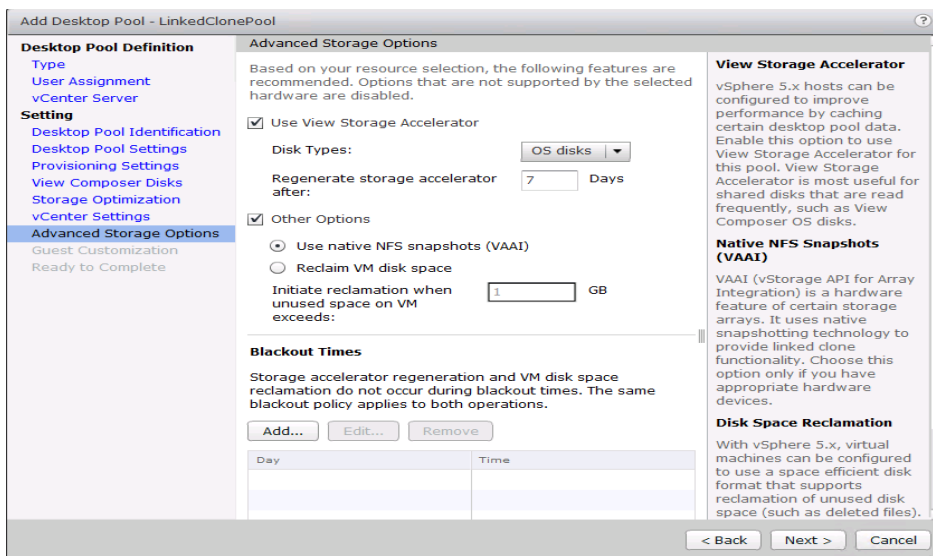 Add Desktop Pool - LinkedClonePool
?
Desktop Pool Definition
Type
User Assignment
vCenter Server
Setting
Desktop Pool Identification
Desktop Pool Settings
Provisioning Settings
View Composer Disks
Storage Optimization
vCenter Settings
Advanced Storage Options
Guest Customization
Ready to Complete
Advanced Storage Options
Based on your resource selection, the following features are
recommended. Options that are not supported by the selected
hardware are disabled.
Use View Storage Accelerator
Disk Types:
OS disks
Regenerate storage accelerator
after:
7
Days
Other Options
Use native NFS snapshots (VAAI)
Reclaim VM disk space
Initiate reclamation when
unused space on VM
exceeds:
1
GB
Blackout Times
Storage accelerator regeneration and VM disk space
reclamation do not occur during blackout times. The same
blackout policy applies to both operations.
Add...
Edit...
Remove
Day
Time
View Storage Accelerator
vSphere 5.x hosts can be
configured to improve
performance by caching
certain desktop pool data.
Enable this option to use
View Storage Accelerator for
this pool. View Storage
Accelerator is most useful for
shared disks that are read
frequently, such as View
Composer OS disks.
Native NFS Snapshots
(VAAI)
VAAI (vStorage API for Array
Integration) is a hardware
feature of certain storage
arrays. It uses native
snapshotting technology to
provide linked clone
functionality. Choose this
option only if you have
appropriate hardware
devices.
Disk Space Reclamation
With vSphere 5.x, virtual
machines can be configured
to use a space efficient disk
format that supports
reclamation of unused disk
space (such as deleted files).
< Back
Next >
Cancel